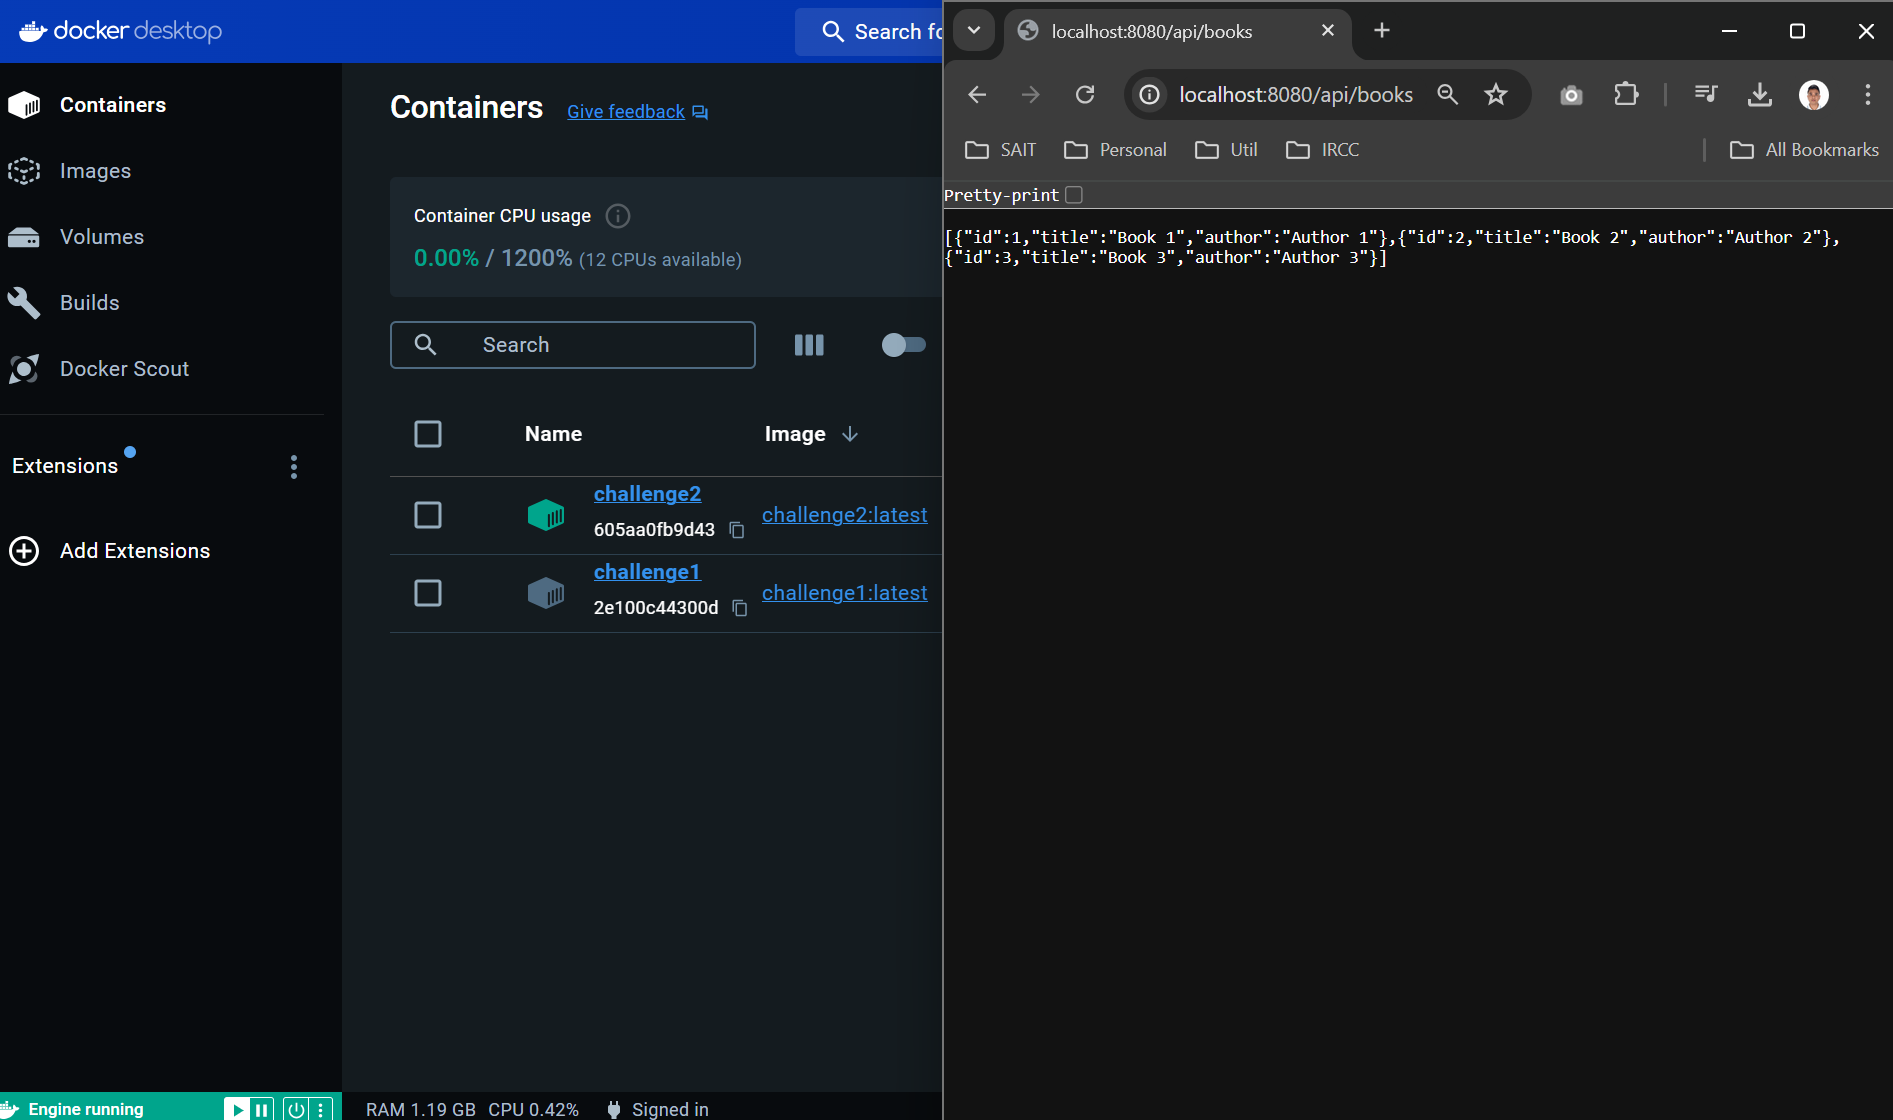 docker desktop
Search fo
Containers
Images
Volumes
Builds
Docker Scout
Extensions
Add Extensions
Containers Give feedback
Container CPU usage
0.00% / 1200% (12 CPUs available)
Search
Name Image
challenge2
605aa0fb9d43
challenge2:latest
challenge1
2e100c44300d
challenge1:latest
Engine running
RAM 1.19 GB CPU 0.42% Signed in
localhost:8080/api/books
localhost:8080/api/books
SAIT Personal Util IRCC All Bookmarks
Pretty-print
[{"id":1,"title":"Book 1","author":"Author 1"},{"id":2,"title":"Book 2","author":"Author 2"},
{"id":3,"title":"Book 3","author":"Author 3"}]